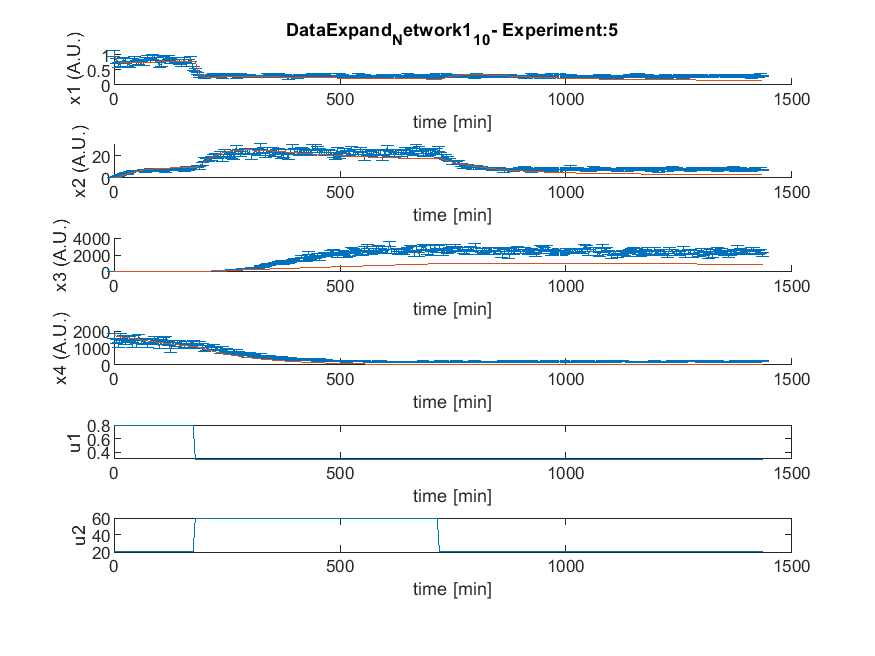 DataExpand_Network1_10- Experiment:5
1
0.5
0
x1 (A.U.)
0 500 1000 1500
time [min]
20
0
x2 (A.U.)
0 500 1000 1500
time [min]
4000
2000
0
x3 (A.U.)
0 500 1000 1500
time [min]
2000
1000
0
x4 (A.U.)
0 500 1000 1500
time [min]
0.8
0.6
0.4
u1
0 500 1000 1500
time [min]
60
40
20
u2
0 500 1000 1500
time [min]